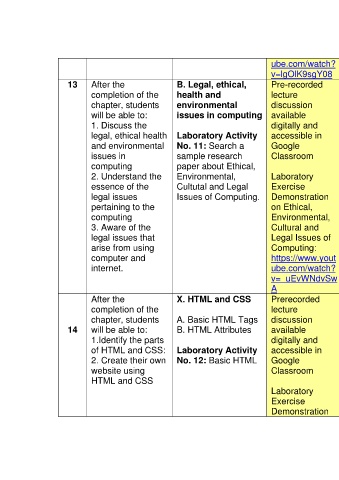 ube.com/watch?
v=IgOlK9sgY08
13
After the
completion of the
chapter, students
will be able to:
1. Discuss the
legal, ethical health
and environmental
issues in
computing
2. Understand the
essence of the
legal issues
pertaining to the
computing
3. Aware of the
legal issues that
arise from using
computer and
internet.
B. Legal, ethical,
health and
environmental
issues in computing
Laboratory Activity
No. 11: Search a
sample research
paper about Ethical,
Environmental,
Cultutal and Legal
Issues of Computing.
Pre-recorded
lecture
discussion
available
digitally and
accessible in
Google
Classroom
Laboratory
Exercise
Demonstration
on Ethical,
Environmental,
Cultural and
Legal Issues of
Computing:
https://www.yout
ube.com/watch?
v=_uEvWNdvSw
A
14
After the
completion of the
chapter, students
will be able to:
1.Identify the parts
of HTML and CSS:
2. Create their own
website using
HTML and CSS
X. HTML and CSS
A. Basic HTML Tags
B. HTML Attributes
Laboratory Activity
No. 12: Basic HTML
Prerecorded
lecture
discussion
available
digitally and
accessible in
Google
Classroom
Laboratory
Exercise
Demonstration